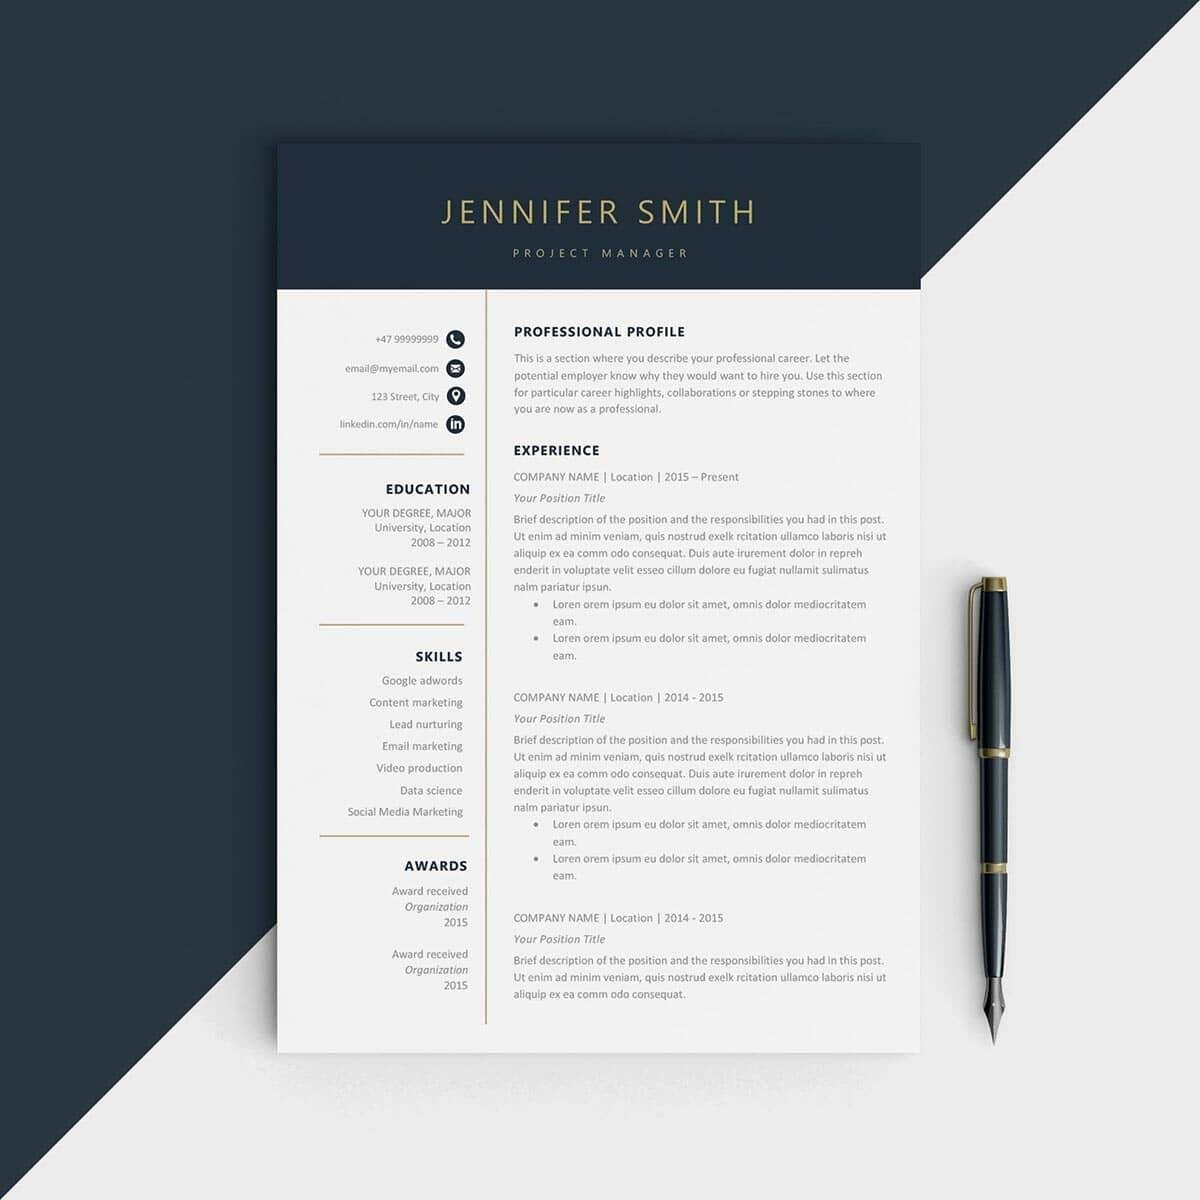 JENNIFER SMITH
PROJECT MANAGER
+47 99999999
email@myemail.com
123 Street, City
linkedin.com/in/name
in
EDUCATION
YOUR DEGREE, MAJOR
University, Location
2008 – 2012
YOUR DEGREE, MAJOR
University, Location
2008 – 2012
SKILLS
Google adwords
Content marketing
Lead nurturing
Email marketing
Video production
Data science
Social Media Marketing
AWARDS
Award received
Organization
2015
Award received
Organization
2015
PROFESSIONAL PROFILE
This is a section where you describe your professional career. Let the
potential employer know why they would want to hire you. Use this section
for particular career highlights, collaborations or stepping stones to where
you are now as a professional.
EXPERIENCE
COMPANY NAME | Location | 2015 – Present
Your Position Title
Brief description of the position and the responsibilities you had in this post.
Ut enim ad minim veniam, quis nostrud exelk rcitation ullamco laboris nisi ut
aliquip ex ea comm odo consequat. Duis aute irurement dolor in repreh
enderit in voluptate velit esseo cillum dolore eu fugiat nullamit sulimatus
nalm pariatur ipsun.
• Loren orem ipsum eu dolor sit amet, omnis dolor mediocritatem
eam.
• Loren orem ipsum eu dolor sit amet, omnis dolor mediocritatem
eam.
COMPANY NAME | Location | 2014 - 2015
Your Position Title
Brief description of the position and the responsibilities you had in this post.
Ut enim ad minim veniam, quis nostrud exelk rcitation ullamco laboris nisi ut
aliquip ex ea comm odo consequat. Duis aute irurement dolor in repreh
enderit in voluptate velit esseo cillum dolore eu fugiat nullamit sulimatus
nalm pariatur ipsun.
• Loren orem ipsum eu dolor sit amet, omnis dolor mediocritatem
eam.
• Loren orem ipsum eu dolor sit amet, omnis dolor mediocritatem
eam.
COMPANY NAME | Location | 2014 - 2015
Your Position Title
Brief description of the position and the responsibilities you had in this post.
Ut enim ad minim veniam, quis nostrud exelk rcitation ullamco laboris nisi ut
aliquip ex ea comm odo consequat.